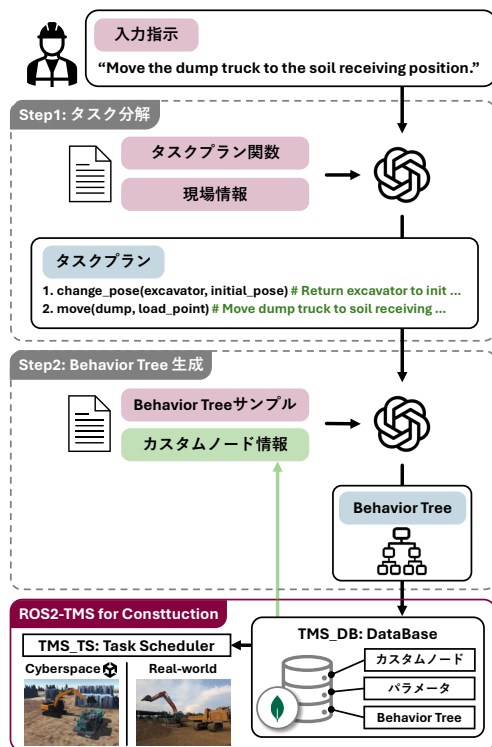 入力指示
“Move the dump truck to the soil receiving position.”
Step1: タスク分解
タスクプラン関数
現場情報
タスクプラン
1. change_pose(excavator, initial_pose) # Return excavator to init ...
2. move(dump, load_point) # Move dump truck to soil receiving ...
Step2: Behavior Tree 生成
Behavior Treeサンプル
カスタムノード情報
Behavior Tree
ROS2-TMS for Consttuction
TMS_TS: Task Scheduler
Cyberspace
Real-world
TMS_DB: DataBase
カスタムノード
パラメータ
Behavior Tree